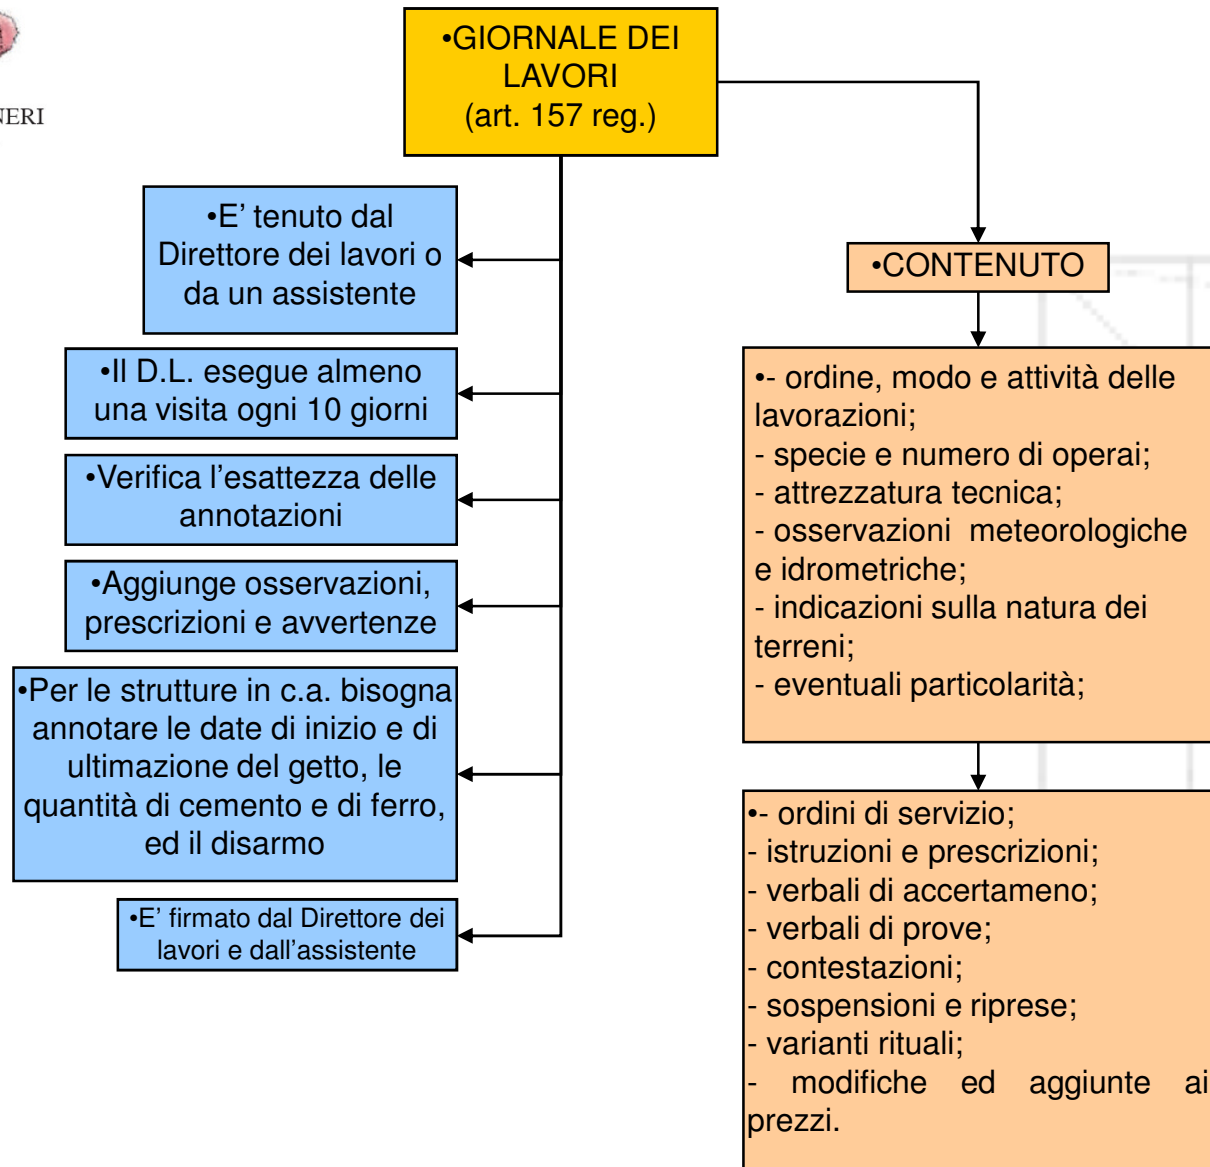 NERI
•GIORNALE DEI
LAVORI
(art. 157 reg.)
•E’ tenuto dal
Direttore dei lavori o
da un assistente
•Il D.L. esegue almeno
una visita ogni 10 giorni
•Verifica l’esattezza delle
annotazioni
•Aggiunge osservazioni,
prescrizioni e avvertenze
•Per le strutture in c.a. bisogna
annotare le date di inizio e di
ultimazione del getto, le
quantità di cemento e di ferro,
ed il disarmo
•E’ firmato dal Direttore dei
lavori e dall’assistente
•CONTENUTO
•- ordine, modo e attività delle
lavorazioni;
- specie e numero di operai;
- attrezzatura tecnica;
- osservazioni meteorologiche
e idrometriche;
- indicazioni sulla natura dei
terreni;
- eventuali particolarità;
•- ordini di servizio;
- istruzioni e prescrizioni;
- verbali di accertameno;
- verbali di prove;
- contestazioni;
- sospensioni e riprese;
- varianti rituali;
- modifiche ed aggiunte ai
prezzi.